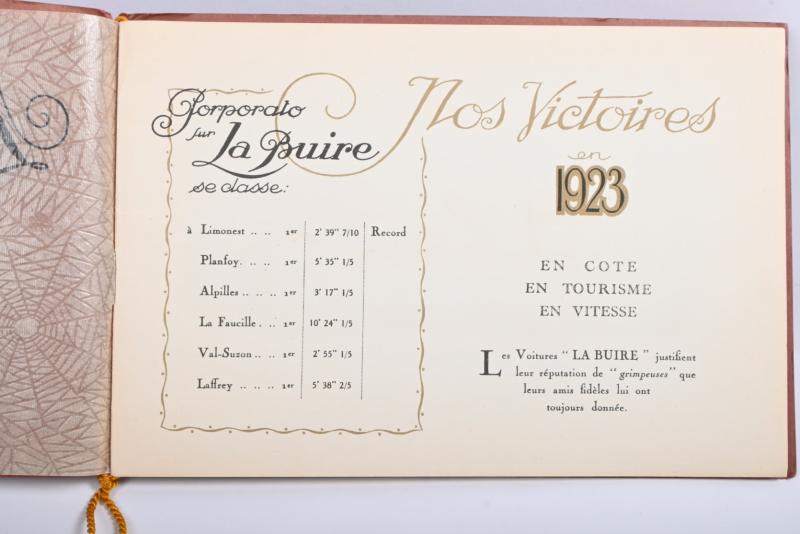 Porporato
sur
La Buire
se classe:
à Limonest .. .. 1er 2' 39" 7/10 Record
Planfoy. .. .. 1er 5' 35" 1/5
Alpilles .. .. .. 1er 3' 17" 1/5
La Faucille. .. 1er 10' 24" 1/5
Val-Suzon .. .. 1er 2' 55" 1/5
Laffrey .. .. .. 1er 5' 38" 2/5
Nos Victoires
en
1923
EN COTE
EN TOURISME
EN VITESSE
Les Voitures "LA BUIRE" justifient
leur réputation de "grimpeuses" que
leurs amis fidèles lui ont
toujours donnée.